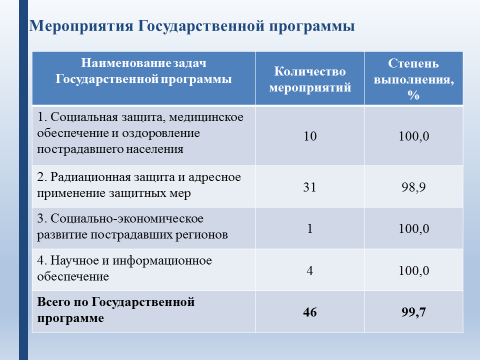 Мероприятия Государственной программы
Наименование задач
Государственной программы
Количество
мероприятий
Степень
выполнения,
%
1. Социальная защита, медицинское
обеспечение и оздоровление
пострадавшего населения
10
100,0
2. Радиационная защита и адресное
применение защитных мер
31
98,9
3. Социально-экономическое
развитие пострадавших регионов
1
100,0
4. Научное и информационное
обеспечение
4
100,0
Всего по Государственной
программе
46
99,7